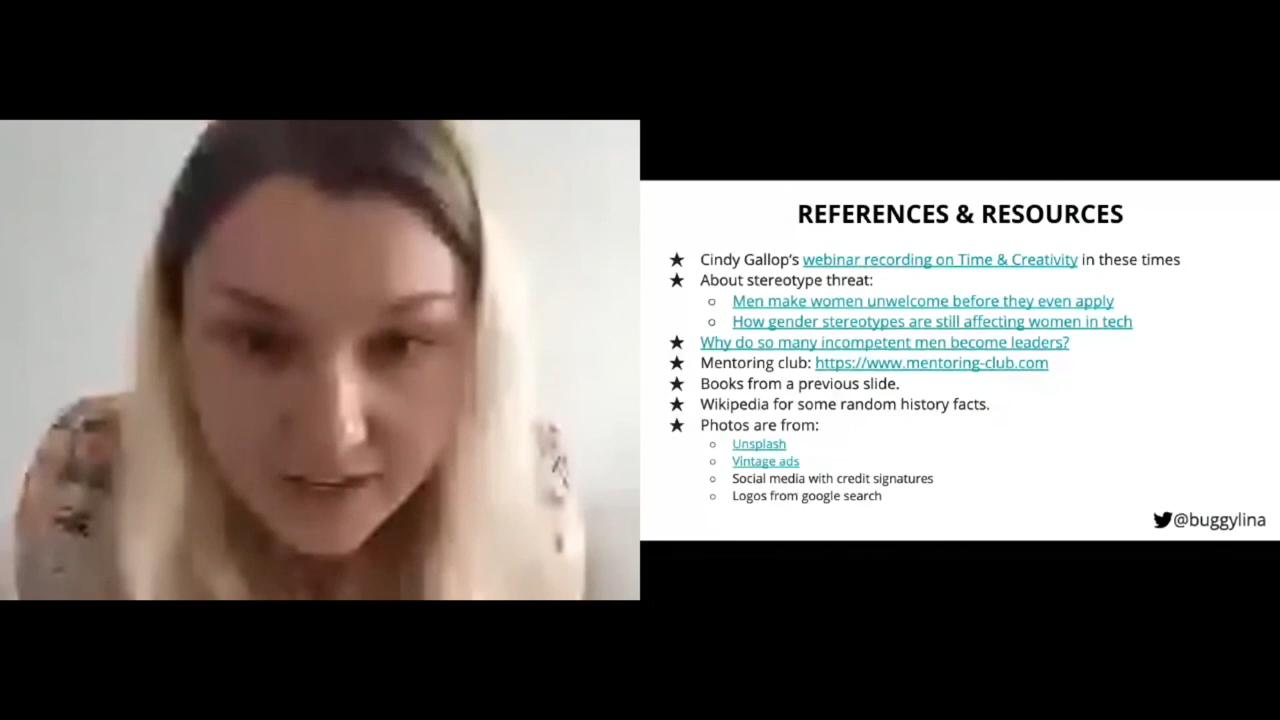 REFERENCES & RESOURCES
★ Cindy Gallop's webinar recording on Time & Creativity in these times
★ About stereotype threat:
○ Men make women unwelcome before they even apply
○ How gender stereotypes are still affecting women in tech
★ Why do so many incompetent men become leaders?
★ Mentoring club: https://www.mentoring-club.com
★ Books from a previous slide.
★ Wikipedia for some random history facts.
★ Photos are from:
○ Unsplash
○ Vintage ads
○ Social media with credit signatures
○ Logos from google search
@buggylina